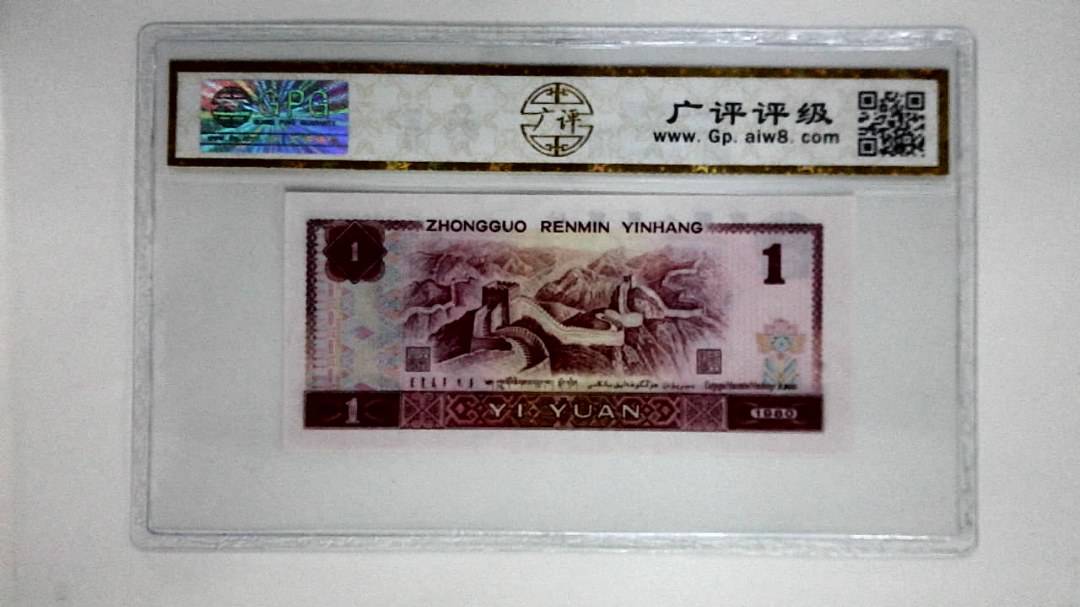 GPG
广评
广评评级
www. Gp. aiw8. com
ZHONGGUO RENMIN YINHANG
1
1
1
YI YUAN
1980